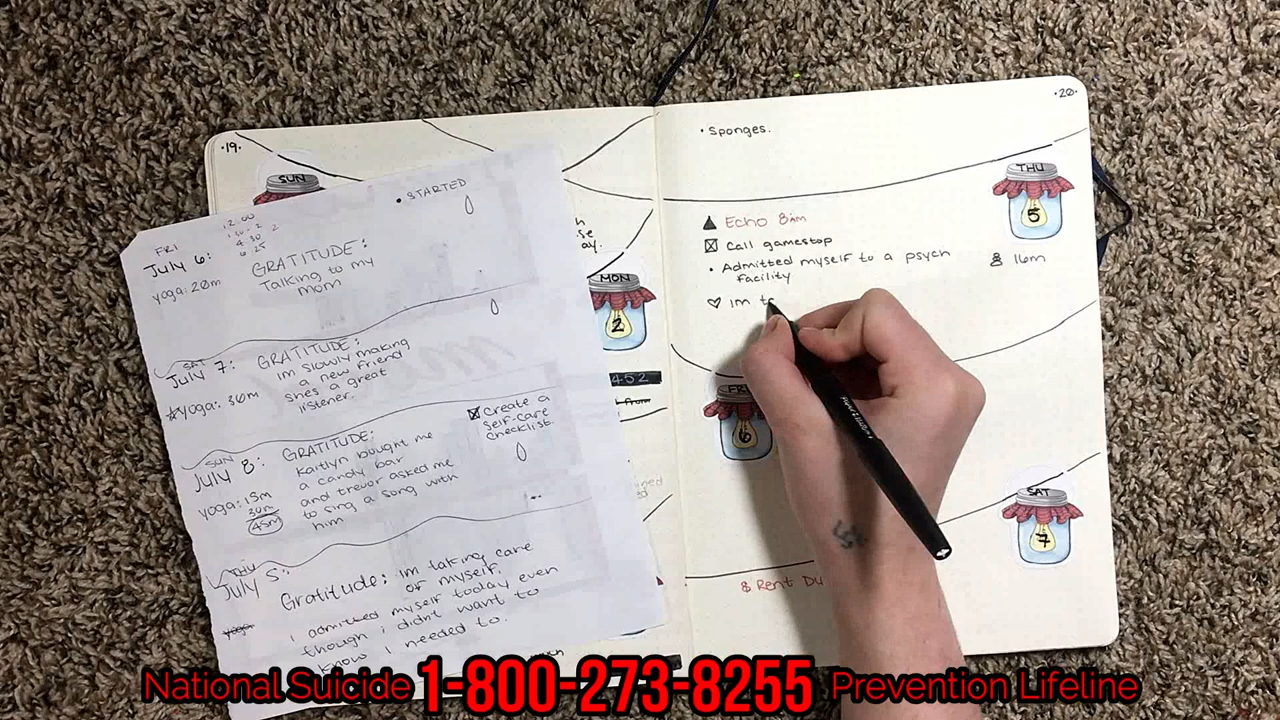 .19.
SUN
• STARTED
FRI
July 6:
12.00
yoga: 20m
GRATITUDE:
Talking to my
mom
SAT
July 7:
☆yoga: 30m
GRATITUDE:
Im slowly making
a new friend
shes a great
listener.
SUN
July 8:
yoga: 15m
30m
45m
GRATITUDE:
Kaitlyn bought me
a candy bar
and trevor asked me
to sing a song with
him
☒ create a
self-care
checklist.
THU
July 5:
yoga
Gratitude: im taking care
of myself.
i admitted myself today even
though i didnt want to
know i needed to.
MON
2
452
.20.
• Sponges.
THU
5
▲ Echo 8am
☒ Call gamestop
• Admitted myself to a psych
facility
16m
♡ Im t
FRI
6
SAT
7
$ Rent Du
National Suicide 1-800-273-8255 Prevention Lifeline